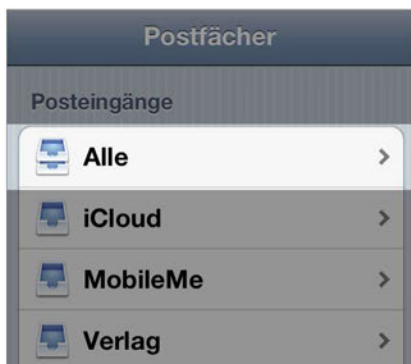 Postfächer
Posteingänge
Alle
iCloud
MobileMe
Verlag